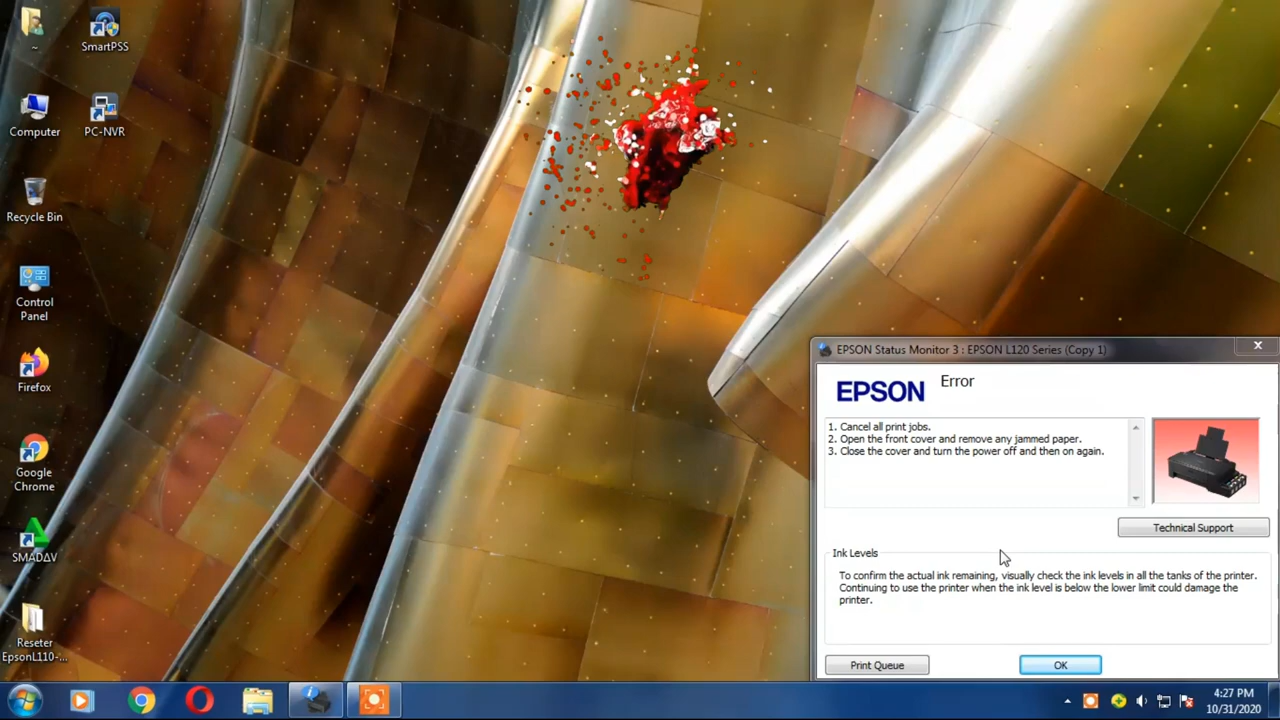 ~
SmartPSS
Computer
PC-NVR
Recycle Bin
Control
Panel
Firefox
Google
Chrome
SMADΔV
Reseter
EpsonL110-...
EPSON Status Monitor 3 : EPSON L120 Series (Copy 1)
EPSON
Error
1. Cancel all print jobs.
2. Open the front cover and remove any jammed paper.
3. Close the cover and turn the power off and then on again.
Technical Support
Ink Levels
To confirm the actual ink remaining, visually check the ink levels in all the tanks of the printer.
Continuing to use the printer when the ink level is below the lower limit could damage the
printer.
Print Queue
OK
4:27 PM
10/31/2020